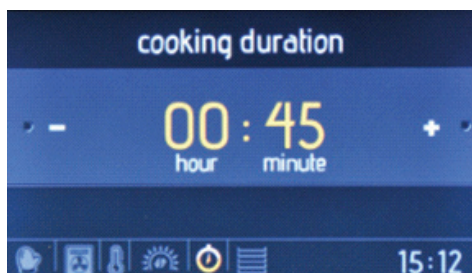 cooking duration
- 00 : 45 +
hour minute
15:12